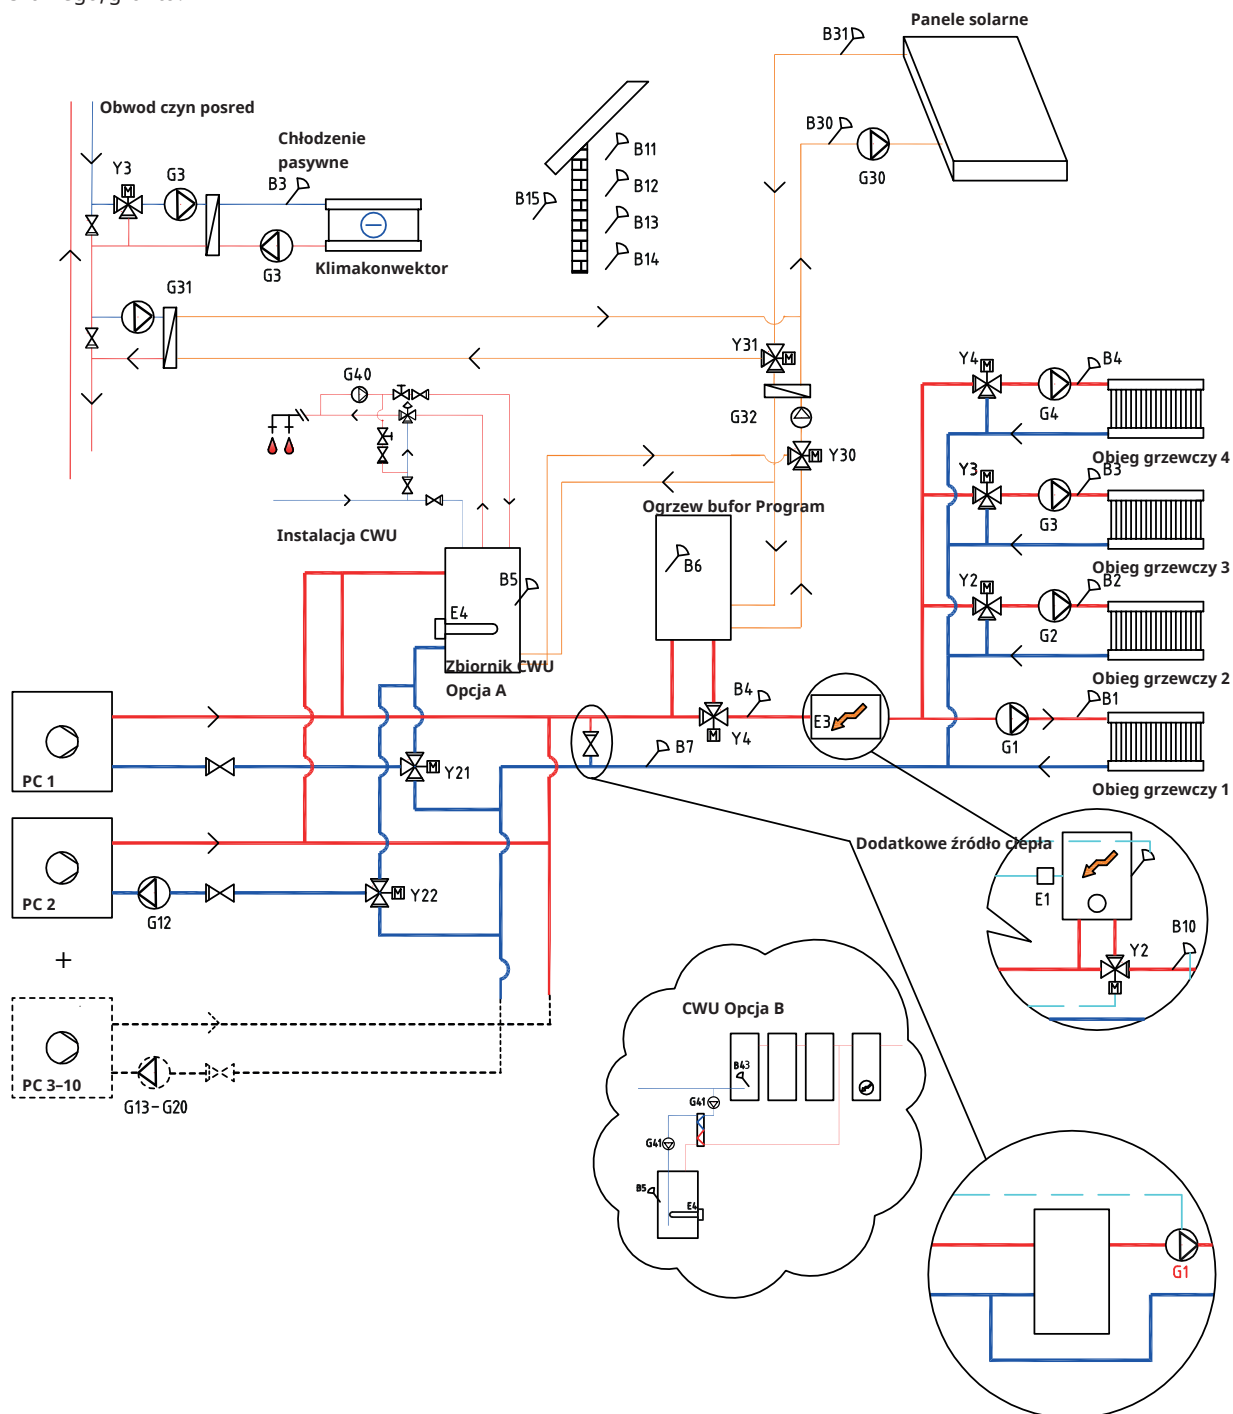 Panele solarne
B31
Obwod czyn posred
Chłodzenie
pasywne
B30
G30
B11
B12
B13
B14
B15
Y3
M
G3
B3
G3
Klimakonwektor
G31
Y31
M
G32
Y30
M
G40
Instalacja CWU
Ogrzew bufor Program
B6
B5
E4
Zbiornik CWU
Opcja A
Y4
M
B4
G4
Obieg grzewczy 4
Y3
M
B3
G3
Obieg grzewczy 3
Y2
M
B2
G2
Obieg grzewczy 2
B1
G1
Obieg grzewczy 1
B4
Y4
M
E3
B7
PC 1
Y21
M
PC 2
G12
Y22
M
+
PC 3–10
G13–G20
Dodatkowe źródło ciepła
E1
Y2
M
B10
CWU Opcja B
B43
G41
G41
B5
E4
G1